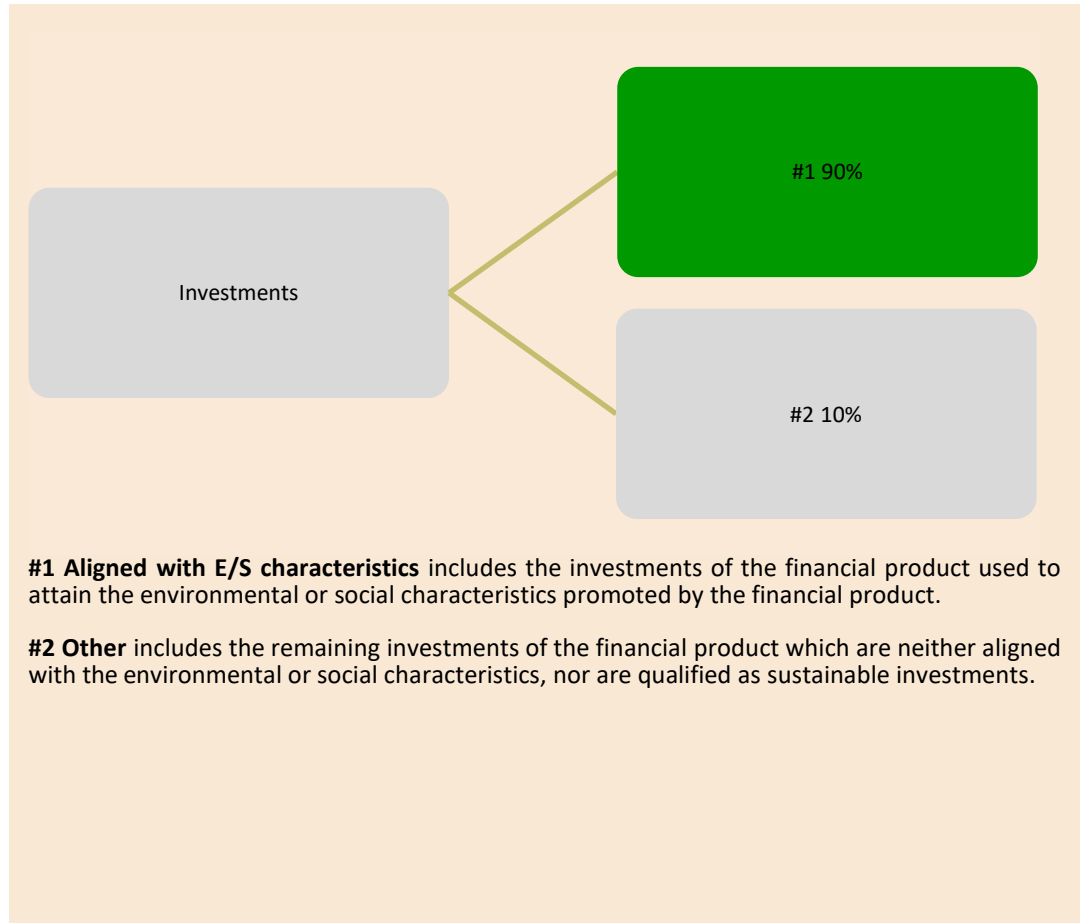 #1 90%
Investments
#2 10%
#1 Aligned with E/S characteristics includes the investments of the financial product used to
attain the environmental or social characteristics promoted by the financial product.
#2 Other includes the remaining investments of the financial product which are neither aligned
with the environmental or social characteristics, nor are qualified as sustainable investments.